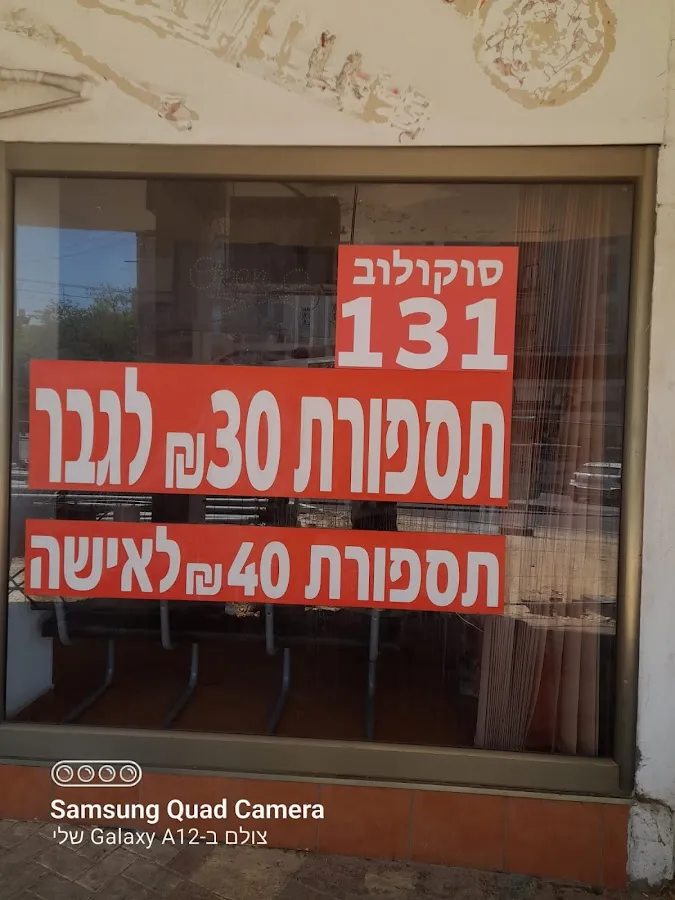 סוקולוב
131
תספורת 30₪ לגבר
תספורת 40₪ לאישה
Samsung Quad Camera
צולם ב-Galaxy A12 שלי